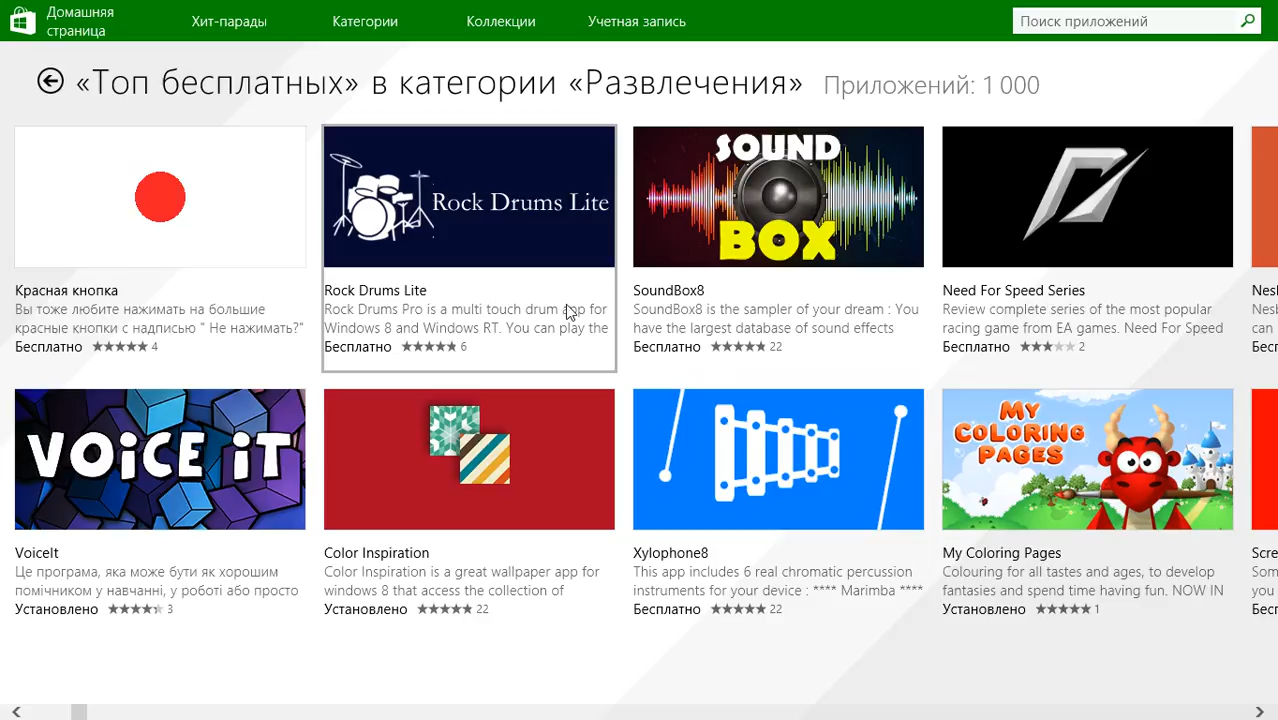 Домашняя
страница
Хит-парады
Категории
Коллекции
Учетная запись
Поиск приложений
«Топ бесплатных» в категории «Развлечения» Приложений: 1 000
Rock Drums Lite
SOUND
BOX
Красная кнопка
Вы тоже любите нажимать на большие
красные кнопки с надписью " Не нажимать?"
Бесплатно 4
Rock Drums Lite
Rock Drums Pro is a multi touch drum app for
Windows 8 and Windows RT. You can play the
Бесплатно 6
SoundBox8
SoundBox8 is the sampler of your dream : You
have the largest database of sound effects
Бесплатно 22
Need For Speed Series
Review complete series of the most popular
racing game from EA games. Need For Speed
Бесплатно 2
VOiCE iT
MY
COLORING
PAGES
VoiceIt
Це програма, яка може бути як хорошим
помічником у навчанні, у роботі або просто
Установлено 3
Color Inspiration
Color Inspiration is a great wallpaper app for
windows 8 that access the collection of
Установлено 22
Xylophone8
This app includes 6 real chromatic percussion
instruments for your device : **** Marimba ****
Бесплатно 22
My Coloring Pages
Colouring for all tastes and ages, to develop
fantasies and spend time having fun. NOW IN
Установлено 1